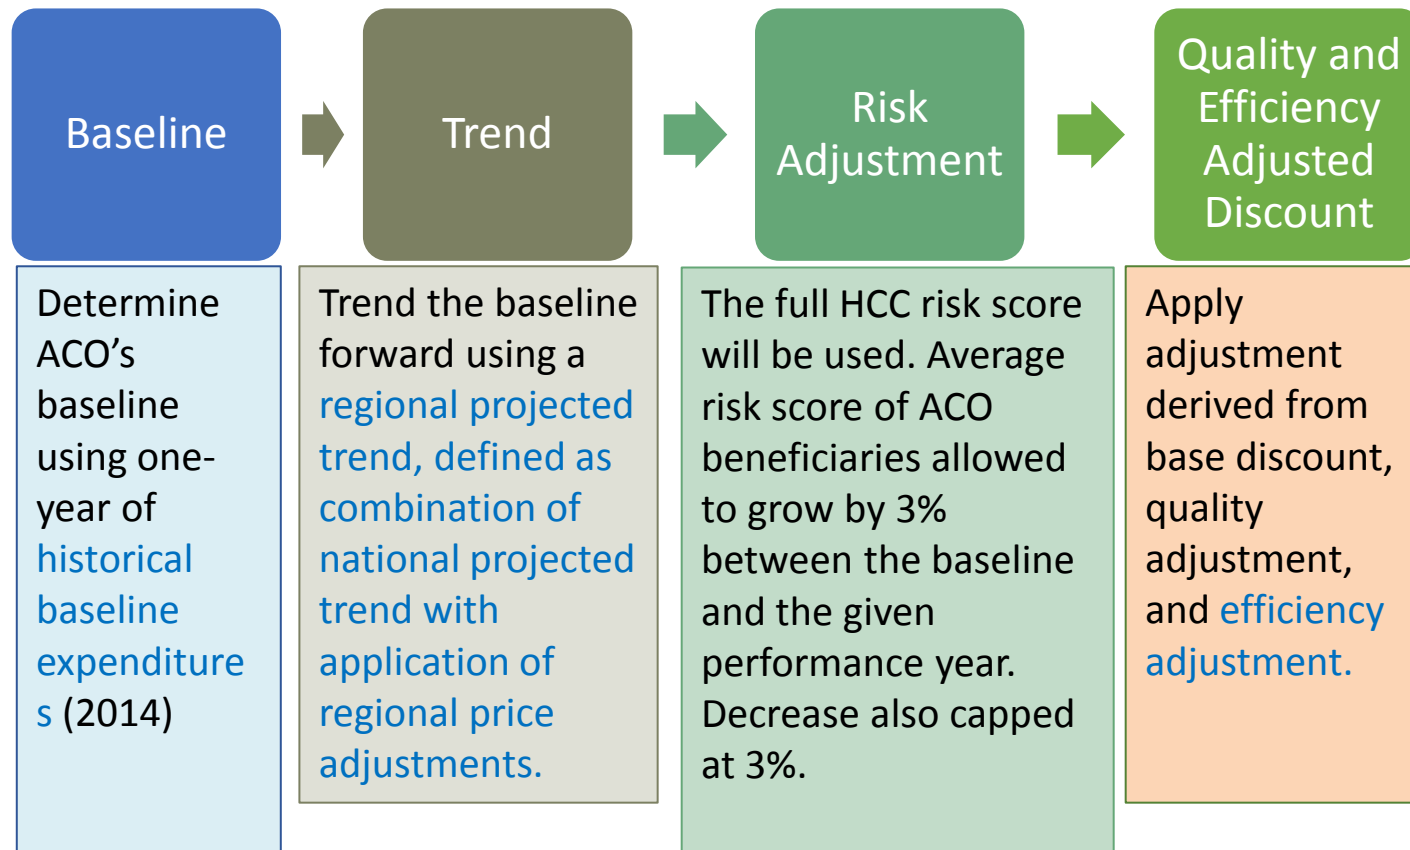 Baseline
Trend
Risk
Adjustment
Quality and
Efficiency
Adjusted
Discount
Determine
ACO’s
baseline
using one-
year of
historical
baseline
expenditure
s (2014)
Trend the baseline
forward using a
regional projected
trend, defined as
combination of
national projected
trend with
application of
regional price
adjustments.
The full HCC risk score
will be used. Average
risk score of ACO
beneficiaries allowed
to grow by 3%
between the baseline
and the given
performance year.
Decrease also capped
at 3%.
Apply
adjustment
derived from
base discount,
quality
adjustment,
and efficiency
adjustment.